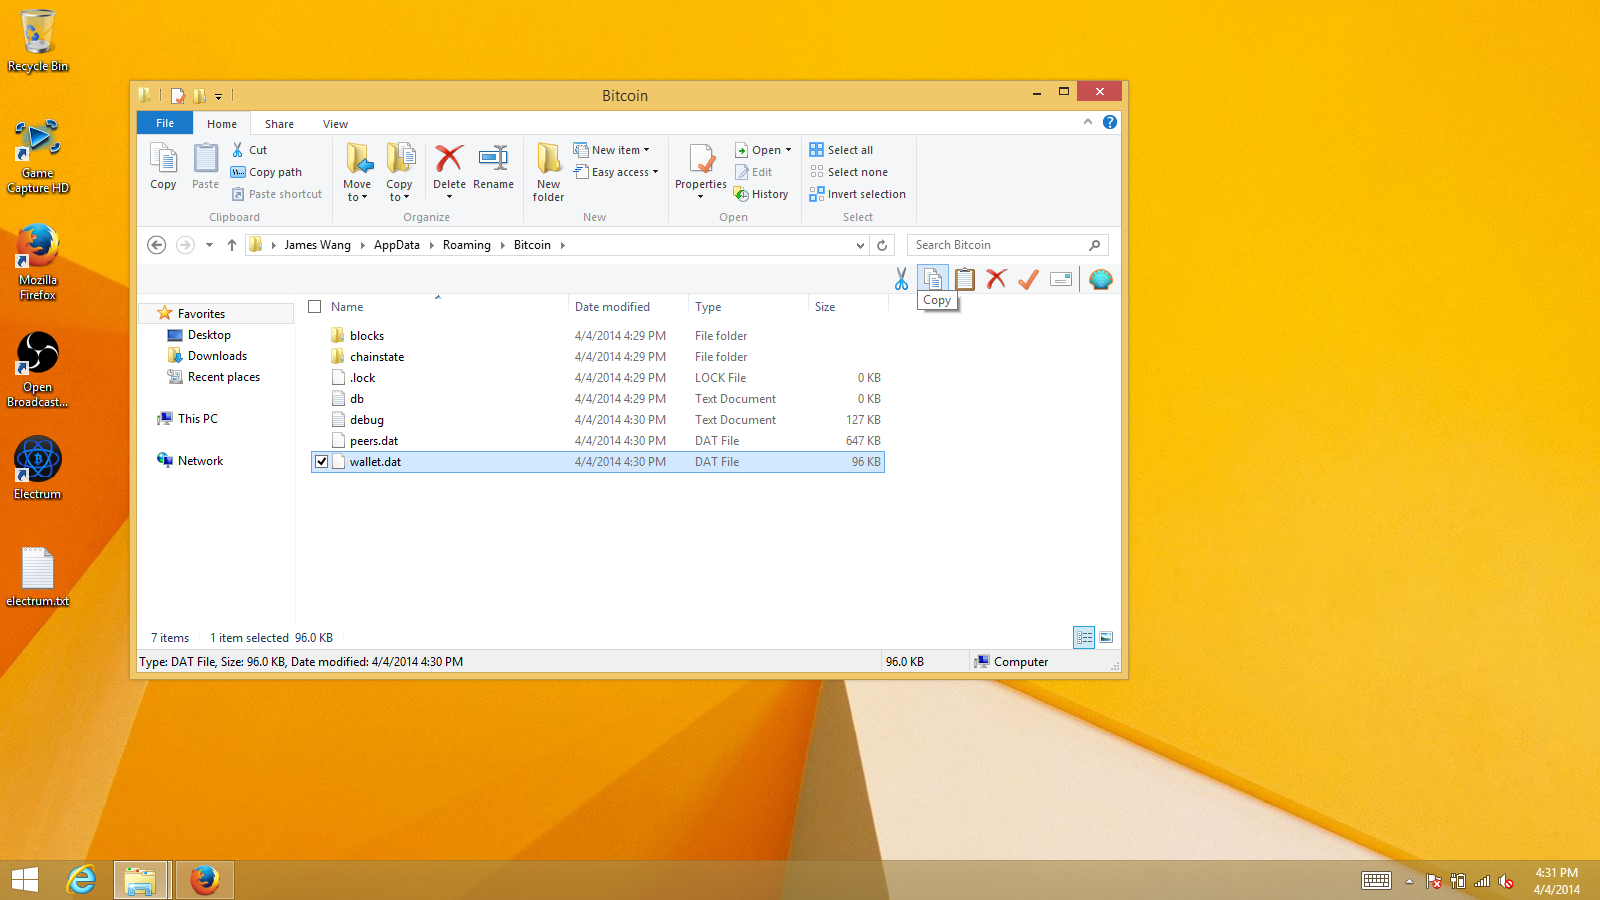 Recycle Bin
Game
Capture HD
Mozilla
Firefox
Open
Broadcast...
Electrum
electrum.txt
Bitcoin
File Home Share View
Copy Paste Cut
Copy path
Paste shortcut
Clipboard
Move
to Copy
to Delete Rename
Organize
New
folder New item
Easy access
New
Properties Open
Edit
History
Open
Select all
Select none
Invert selection
Select
James Wang AppData Roaming Bitcoin Search Bitcoin
Copy
Favorites
Desktop
Downloads
Recent places
This PC
Network
Name Date modified Type Size
blocks 4/4/2014 4:29 PM File folder
chainstate 4/4/2014 4:29 PM File folder
.lock 4/4/2014 4:29 PM LOCK File 0 KB
db 4/4/2014 4:29 PM Text Document 0 KB
debug 4/4/2014 4:30 PM Text Document 127 KB
peers.dat 4/4/2014 4:30 PM DAT File 647 KB
wallet.dat 4/4/2014 4:30 PM DAT File 96 KB
7 items 1 item selected 96.0 KB
Type: DAT File, Size: 96.0 KB, Date modified: 4/4/2014 4:30 PM 96.0 KB Computer
4:31 PM
4/4/2014